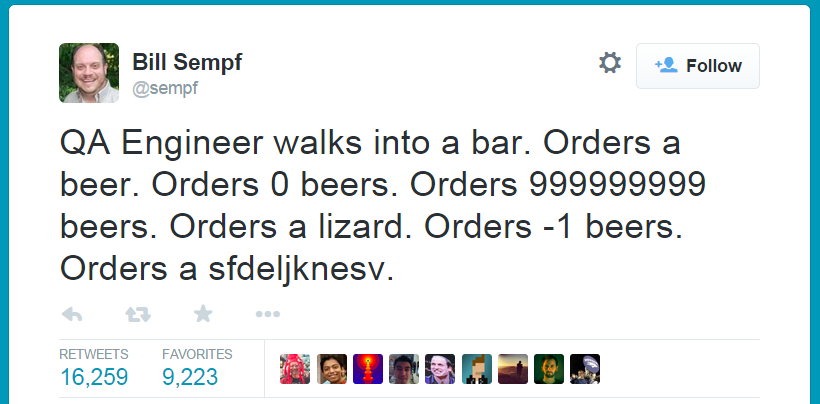 Bill Sempf
@sempf
Follow
QA Engineer walks into a bar. Orders a
beer. Orders 0 beers. Orders 999999999
beers. Orders a lizard. Orders -1 beers.
Orders a sfdeljknesv.
RETWEETS FAVORITES
16,259 9,223